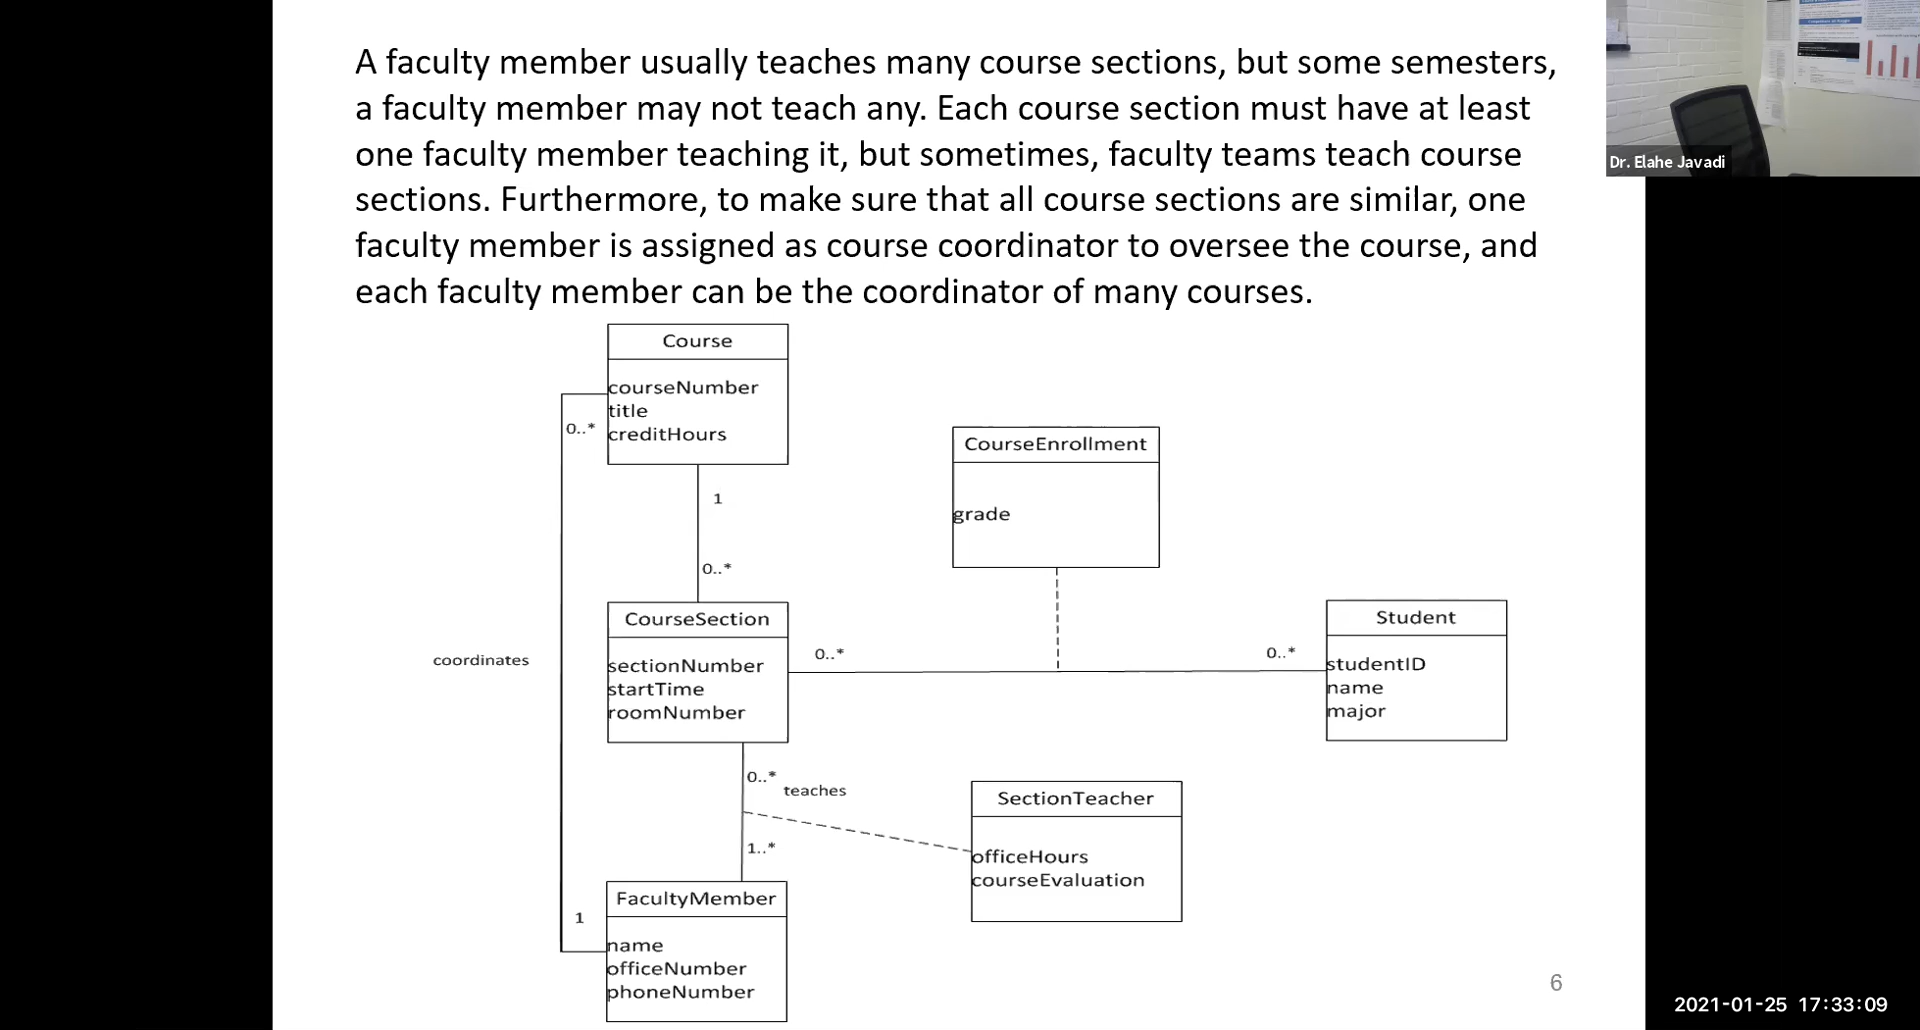 A faculty member usually teaches many course sections, but some semesters,
a faculty member may not teach any. Each course section must have at least
one faculty member teaching it, but sometimes, faculty teams teach course
sections. Furthermore, to make sure that all course sections are similar, one
faculty member is assigned as course coordinator to oversee the course, and
each faculty member can be the coordinator of many courses.
Dr. Elahe Javadi
Course
courseNumber
title
creditHours
0..*
1
0..*
CourseEnrollment
grade
CourseSection
sectionNumber
startTime
roomNumber
coordinates
0..*
0..*
Student
studentID
name
major
0..*
teaches
1..*
SectionTeacher
officeHours
courseEvaluation
FacultyMember
name
officeNumber
phoneNumber
1
6
2021-01-25 17:33:09